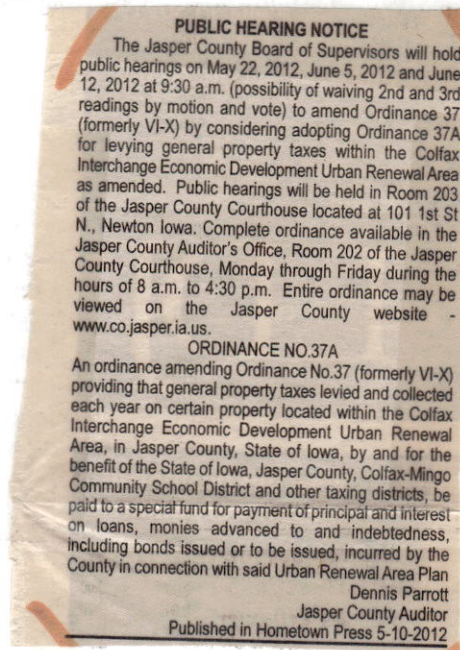 PUBLIC HEARING NOTICE
The Jasper County Board of Supervisors will hold
public hearings on May 22, 2012, June 5, 2012 and June
12, 2012 at 9:30 a.m. (possibility of waiving 2nd and 3rd
readings by motion and vote) to amend Ordinance 37
(formerly VI-X) by considering adopting Ordinance 37A
for levying general property taxes within the Colfax
Interchange Economic Development Urban Renewal Area
as amended. Public hearings will be held in Room 203
of the Jasper County Courthouse located at 101 1st St
N., Newton Iowa. Complete ordinance available in the
Jasper County Auditor's Office, Room 202 of the Jasper
County Courthouse, Monday through Friday during the
hours of 8 a.m. to 4:30 p.m. Entire ordinance may be
viewed on the Jasper County website -
www.co.jasper.ia.us.
ORDINANCE NO.37A
An ordinance amending Ordinance No.37 (formerly VI-X)
providing that general property taxes levied and collected
each year on certain property located within the Colfax
Interchange Economic Development Urban Renewal
Area, in Jasper County, State of Iowa, by and for the
benefit of the State of Iowa, Jasper County, Colfax-Mingo
Community School District and other taxing districts, be
paid to a special fund for payment of principal and interest
on loans, monies advanced to and indebtedness,
including bonds issued or to be issued, incurred by the
County in connection with said Urban Renewal Area Plan
Dennis Parrott
Jasper County Auditor
Published in Hometown Press 5-10-2012